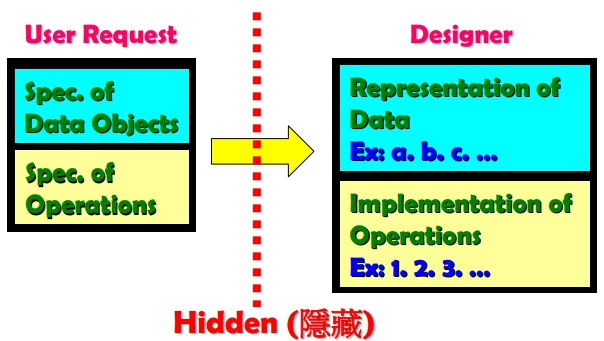 User Request
Spec. of
Data Objects
Spec. of
Operations
Designer
Representation of
Data
Ex: a. b. c. ...
Implementation of
Operations
Ex: 1. 2. 3. ...
Hidden (隱藏)